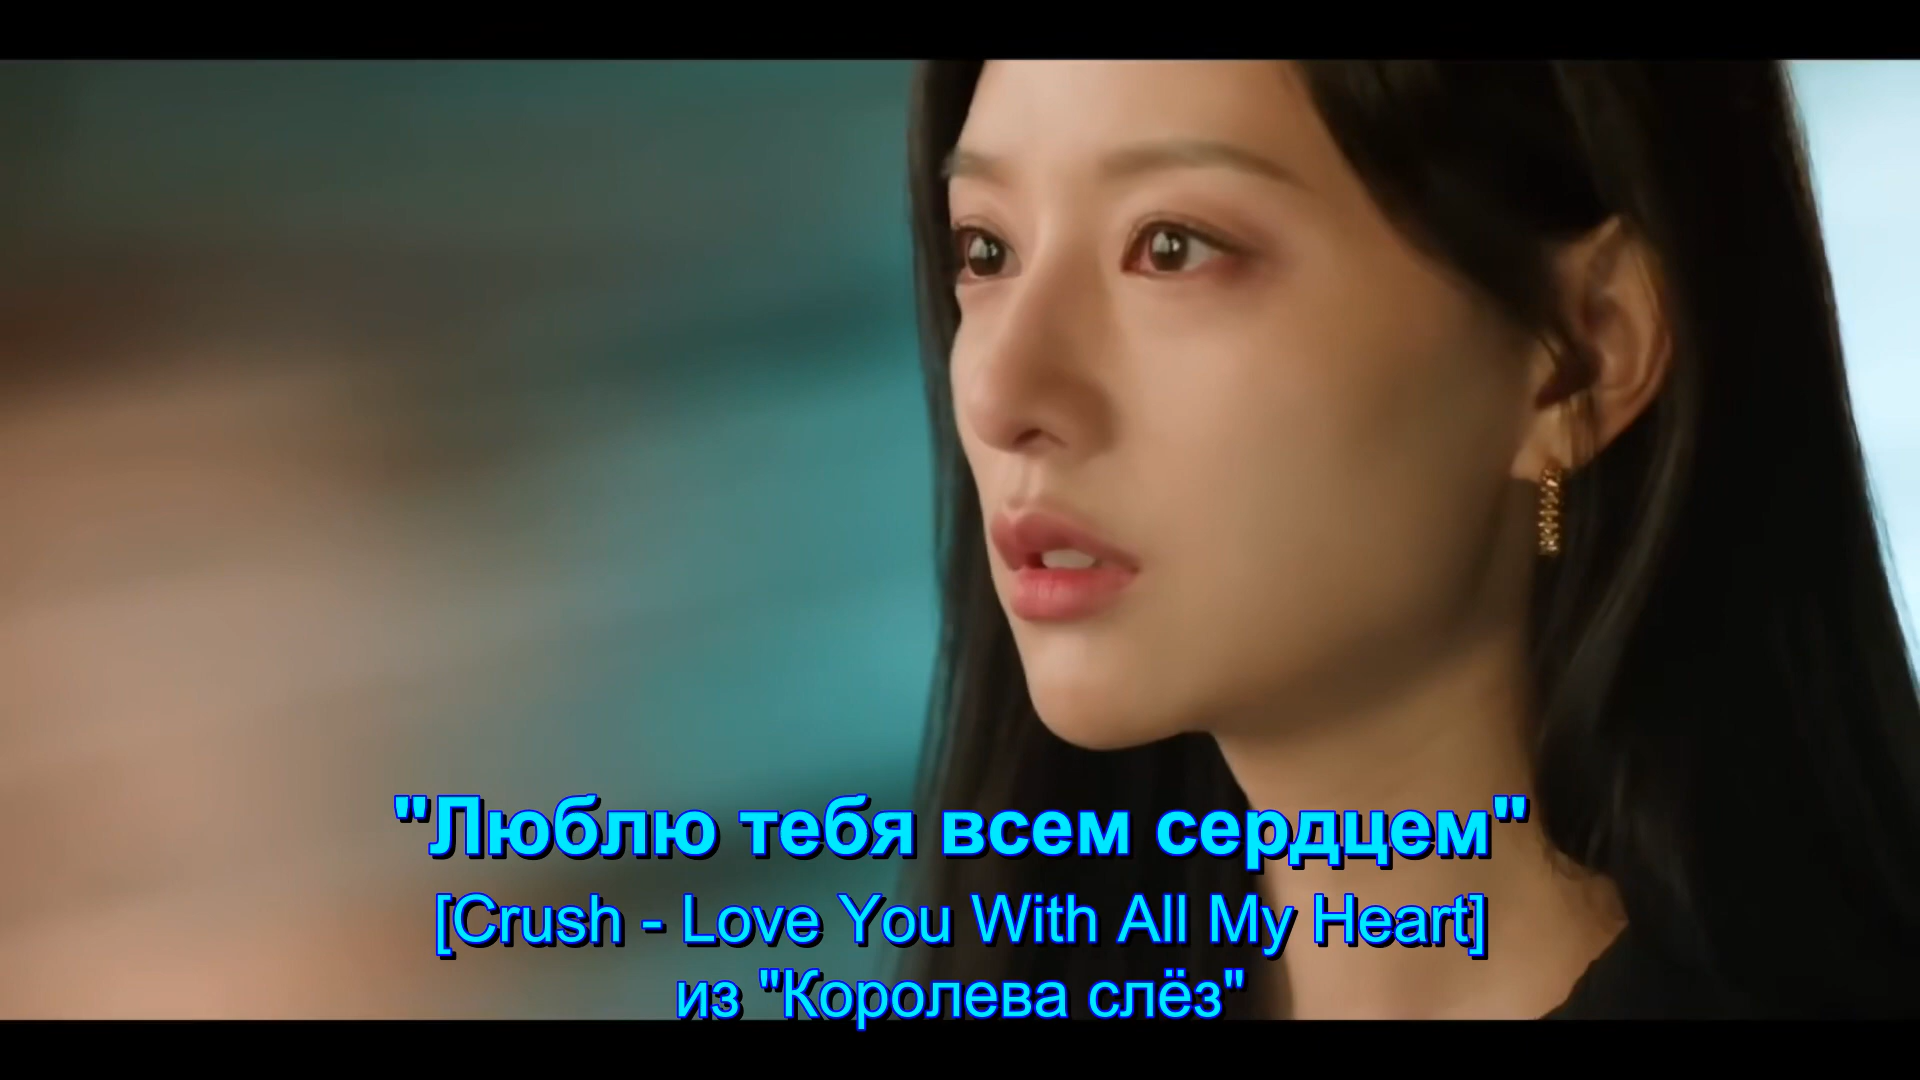 "Люблю тебя всем сердцем"
[Crush - Love You With All My Heart]
из "Королева слёз"